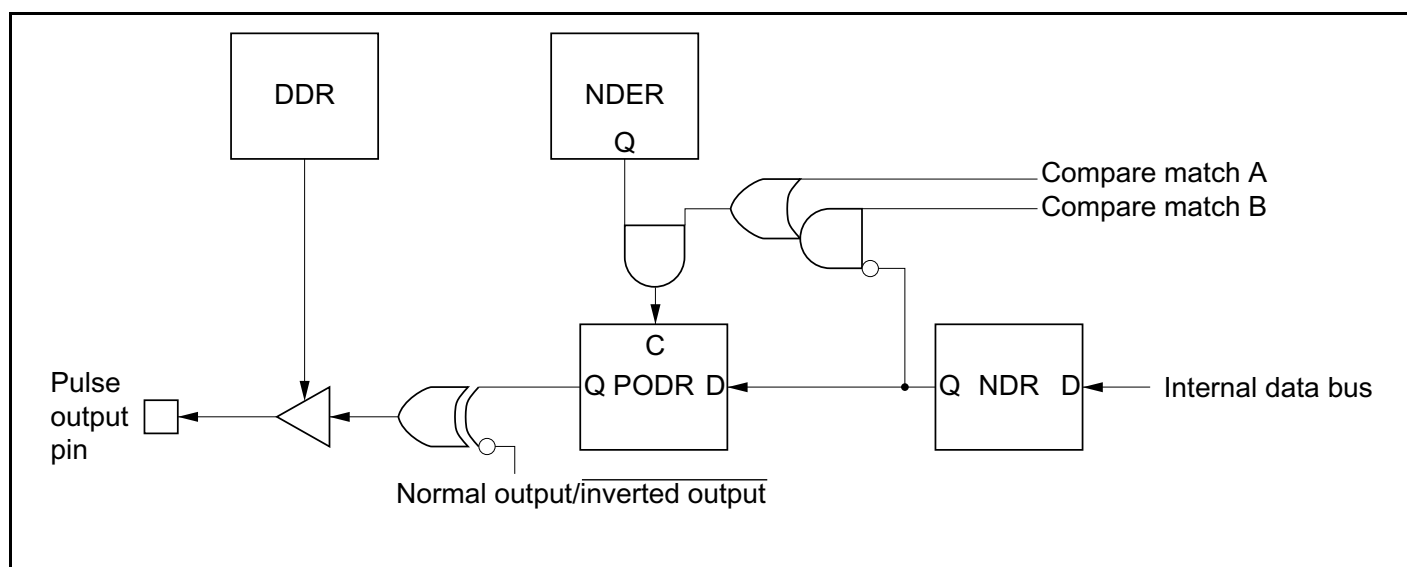 DDR
NDER
Q
Compare match A
Compare match B
C
Q PODR D
Q NDR D
Internal data bus
Pulse
output
pin
Normal output/inverted output